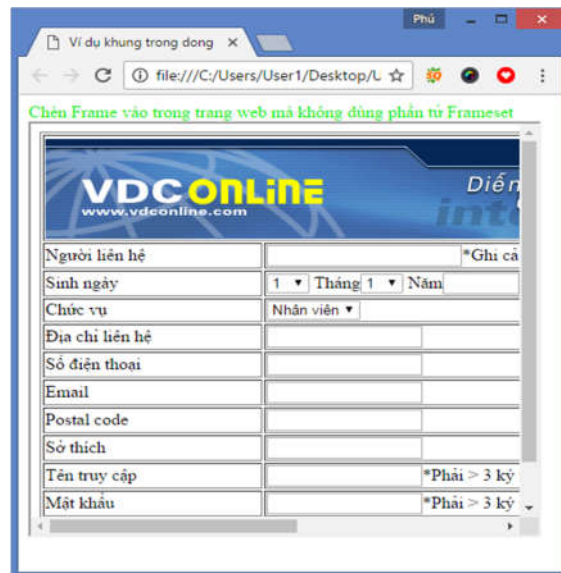 Phú
Ví dụ khung trong dong
file:///C:/Users/User1/Desktop/L
Chèn Frame vào trong trang web mà không dùng phần tử Frameset
VDC ONLiNE
www.vdconline.com
Diễn
inte
Người liên hệ *Ghi cả
Sinh ngày 1 Tháng 1 Năm
Chức vụ Nhân viên
Địa chỉ liên hệ
Số điện thoại
Email
Postal code
Sở thích
Tên truy cập *Phải > 3 ký
Mật khẩu *Phải > 3 ký